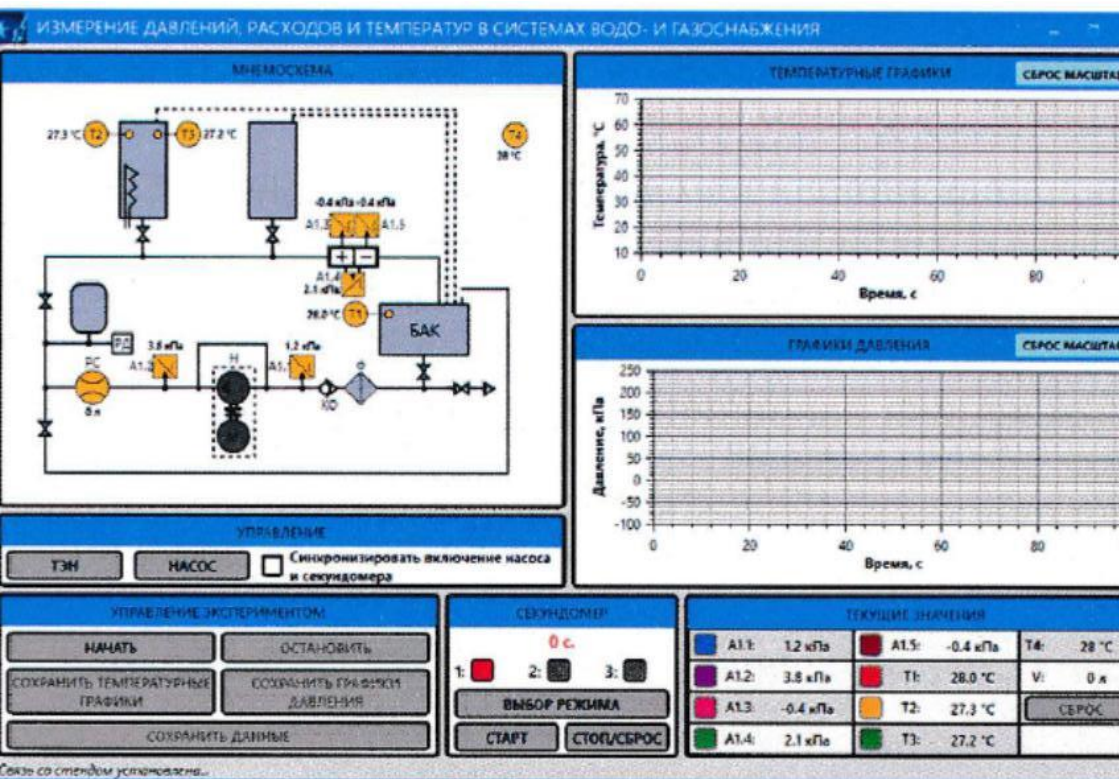 ИЗМЕРЕНИЕ ДАВЛЕНИЙ, РАСХОДОВ И ТЕМПЕРАТУР В СИСТЕМАХ ВОДО- И ГАЗОСНАБЖЕНИЯ
МНЕМОСХЕМА
27.3 °C T2 T3 27.2 °C
T4
28 °C
-0.4 кПа -0.4 кПа
A1.3 A1.5
+ -
A1.4
2.1 кПа
28.0 °C T1
БАК
РД
РС
3.8 кПа
A1.2
Н
1.2 кПа
A1.1
КО
Ф
0 л
ТЕМПЕРАТУРНЫЕ ГРАФИКИ
СБРОС МАСШТАБ
Температура, °C
70
60
50
40
30
20
10
0 20 40 60 80
Время, с
ГРАФИКИ ДАВЛЕНИЯ
СБРОС МАСШТАБ
Давление, кПа
250
200
150
100
50
0
-50
-100
0 20 40 60 80
Время, с
УПРАВЛЕНИЕ
ТЭН
НАСОС
Синхронизировать включение насоса
и секундомера
УПРАВЛЕНИЕ ЭКСПЕРИМЕНТОМ
НАЧАТЬ
ОСТАНОВИТЬ
СОХРАНИТЬ ТЕМПЕРАТУРНЫЕ
ГРАФИКИ
СОХРАНИТЬ ГРАФИКИ
ДАВЛЕНИЯ
СОХРАНИТЬ ДАННЫЕ
СЕКУНДОМЕР
0 с.
1: 2: 3:
ВЫБОР РЕЖИМА
СТАРТ
СТОП/СБРОС
ТЕКУЩИЕ ЗНАЧЕНИЯ
A1.1: 1.2 кПа A1.5: -0.4 кПа T4: 28 °C
A1.2: 3.8 кПа T1: 28.0 °C V: 0 л
A1.3: -0.4 кПа T2: 27.3 °C СБРОС
A1.4: 2.1 кПа T3: 27.2 °C
Связь со стендом установлена...